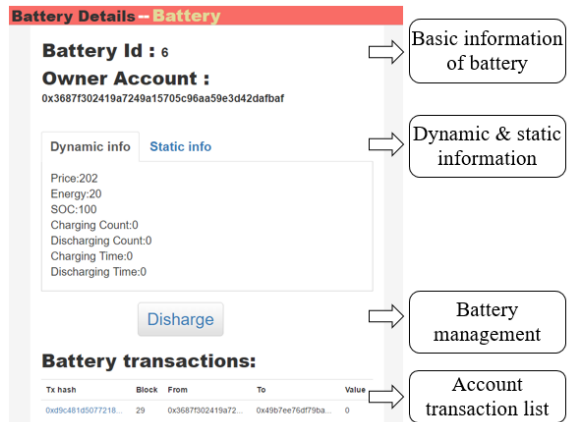 Battery Details -- Battery
Battery Id : 6
Owner Account :
0x3687f302419a7249a15705c96aa59e3d42dafbaf
Dynamic info Static info
Price:202
Energy:20
SOC:100
Charging Count:0
Discharging Count:0
Charging Time:0
Discharging Time:0
Disharge
Battery transactions:
Tx hash Block From To Value
0xd9c481d5077218... 29 0x3687f302419a72... 0x49b7ee76df79ba... 0
Basic information
of battery
Dynamic & static
information
Battery
management
Account
transaction list